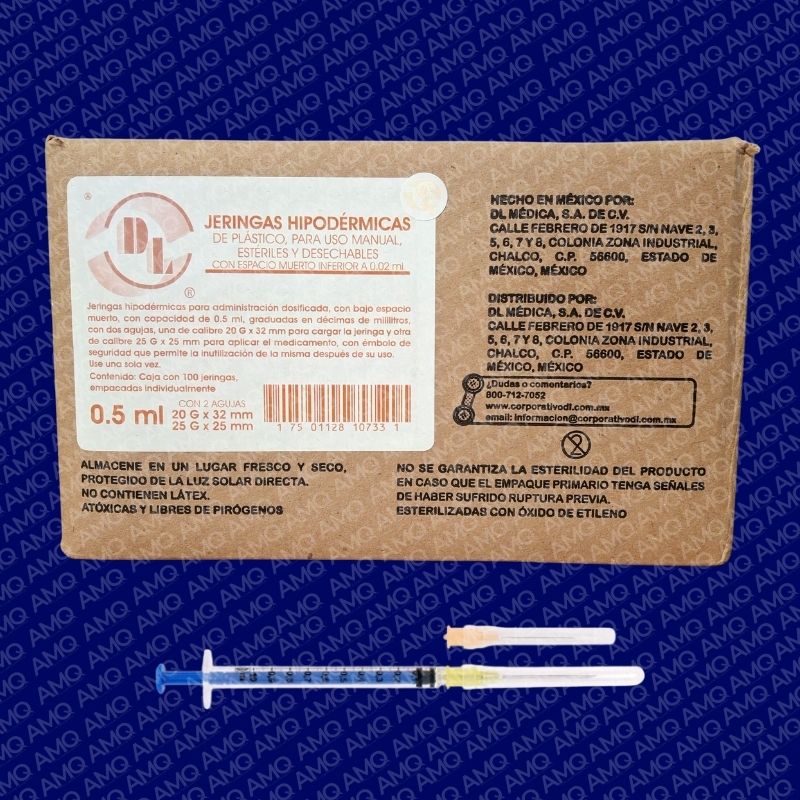 DL
JERINGAS HIPODÉRMICAS
DE PLÁSTICO, PARA USO MANUAL,
ESTÉRILES Y DESECHABLES
CON ESPACIO MUERTO INFERIOR A 0.02 ml
®
®
Jeringas hipodérmicas para administración dosificada, con bajo espacio
muerto, con capacidad de 0.5 ml, graduadas en décimas de mililitros,
con dos agujas, una de calibre 20 G x 32 mm para cargar la jeringa y otra
de calibre 25 G x 25 mm para aplicar el medicamento, con émbolo de
seguridad que permite la inutilización de la misma después de su uso.
Use una sola vez.
Contenido: Caja con 100 jeringas,
empacadas individualmente
0.5 ml
CON 2 AGUJAS
20 G x 32 mm
25 G x 25 mm
1 75 01128 10733 1
HECHO EN MÉXICO POR:
DL MÉDICA, S.A. DE C.V.
CALLE FEBRERO DE 1917 S/N NAVE 2, 3,
5, 6, 7 Y 8, COLONIA ZONA INDUSTRIAL,
CHALCO, C.P. 56600, ESTADO DE
MÉXICO, MÉXICO
DISTRIBUIDO POR:
DL MÉDICA, S.A. DE C.V.
CALLE FEBRERO DE 1917 S/N NAVE 2, 3,
5, 6, 7 Y 8, COLONIA ZONA INDUSTRIAL,
CHALCO, C.P. 56600, ESTADO DE
MÉXICO, MÉXICO
¿Dudas o comentarios?
800-712-7052
www.corporativodl.com.mx
email: informacion@corporativodl.com.mx
2
ALMACENE EN UN LUGAR FRESCO Y SECO,
PROTEGIDO DE LA LUZ SOLAR DIRECTA.
NO CONTIENEN LÁTEX.
ATÓXICAS Y LIBRES DE PIRÓGENOS
NO SE GARANTIZA LA ESTERILIDAD DEL PRODUCTO
EN CASO QUE EL EMPAQUE PRIMARIO TENGA SEÑALES
DE HABER SUFRIDO RUPTURA PREVIA.
ESTERILIZADAS CON ÓXIDO DE ETILENO
AMQ